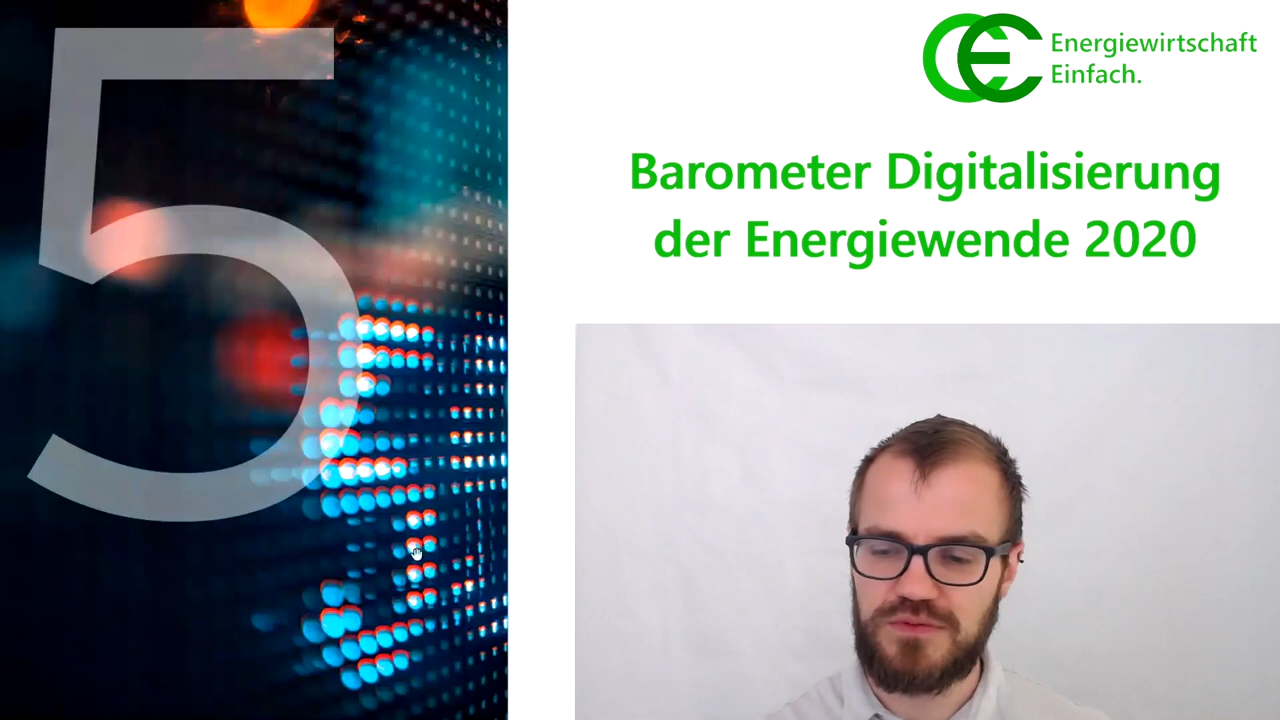 5
Energiewirtschaft
Einfach.
Barometer Digitalisierung
der Energiewende 2020